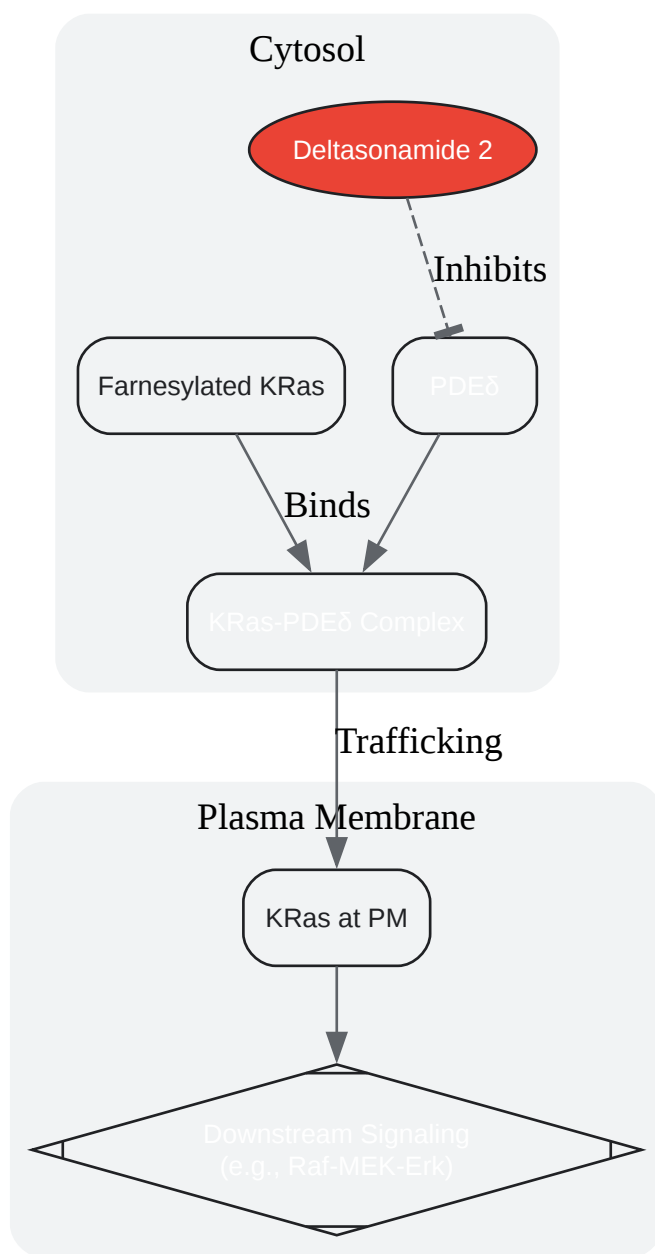 Cytosol
Deltasonamide 2
Inhibits
Farnesylated KRas
PDEδ
Binds
KRas-PDEδ Complex
Trafficking
Plasma Membrane
KRas at PM
Downstream Signaling
(e.g., Raf-MEK-Erk)